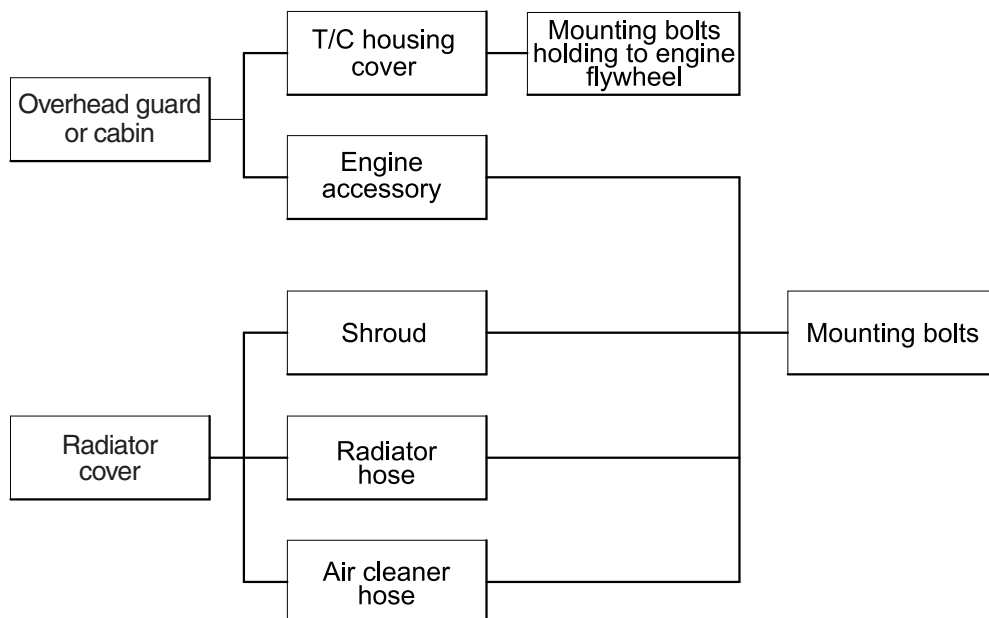 T/C housing
cover
Mounting bolts
holding to engine
flywheel
Overhead guard
or cabin
Engine
accessory
Shroud
Mounting bolts
Radiator
cover
Radiator
hose
Air cleaner
hose